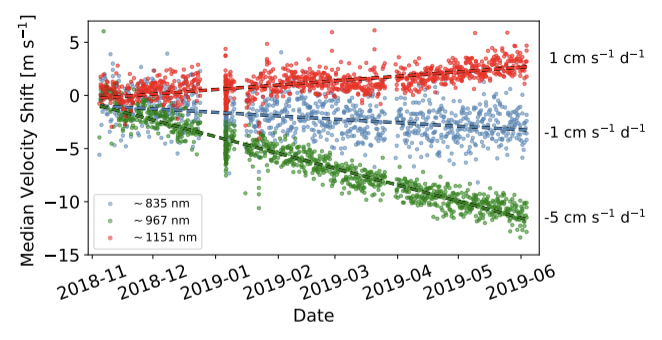 Median Velocity Shift [m s⁻¹]
5
0
−5
−10
−15
1 cm s⁻¹ d⁻¹
-1 cm s⁻¹ d⁻¹
-5 cm s⁻¹ d⁻¹
~ 835 nm
~ 967 nm
~ 1151 nm
2018-11
2018-12
2019-01
2019-02
2019-03
2019-04
2019-05
2019-06
Date